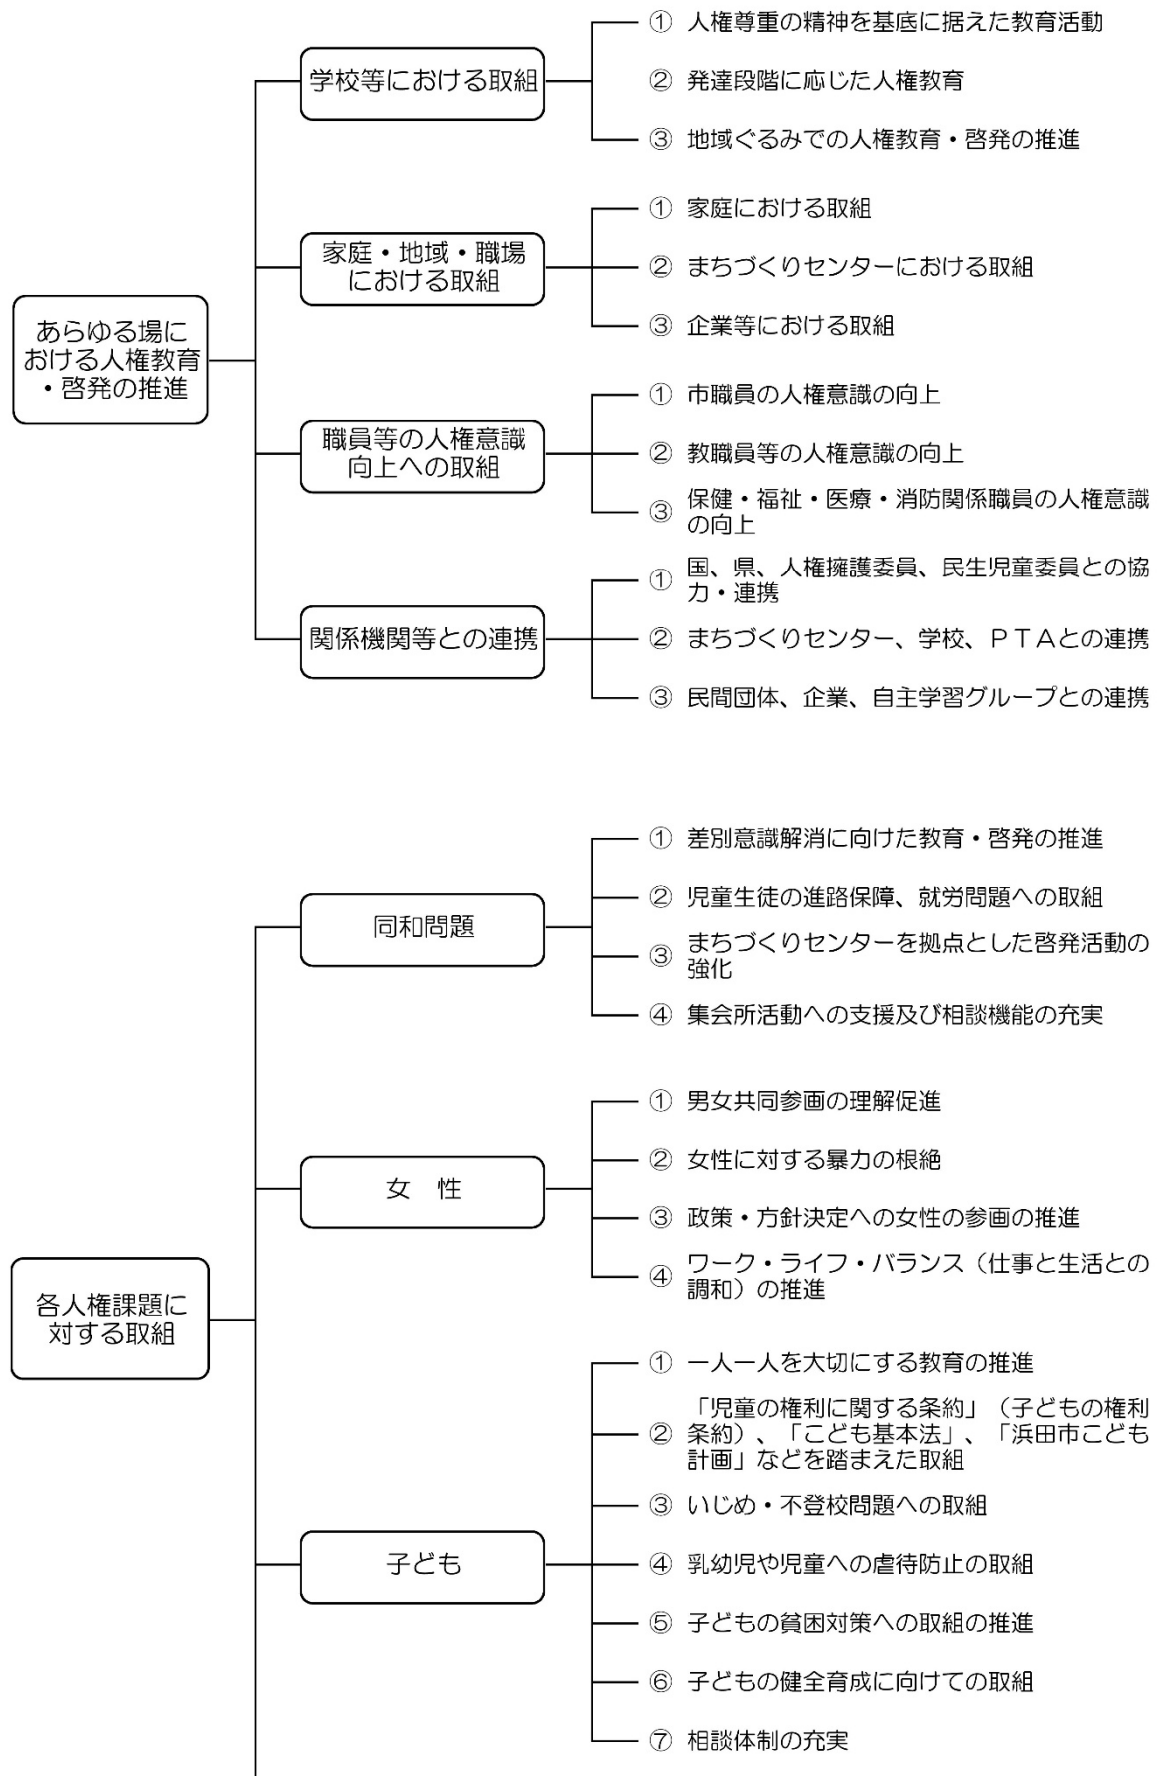 あらゆる場に
おける人権教育
・啓発の推進
学校等における取組
① 人権尊重の精神を基底に据えた教育活動
② 発達段階に応じた人権教育
③ 地域ぐるみでの人権教育・啓発の推進
家庭・地域・職場
における取組
① 家庭における取組
② まちづくりセンターにおける取組
③ 企業等における取組
職員等の人権意識
向上への取組
① 市職員の人権意識の向上
② 教職員等の人権意識の向上
③ 保健・福祉・医療・消防関係職員の人権意識
の向上
関係機関等との連携
① 国、県、人権擁護委員、民生児童委員との協
力・連携
② まちづくりセンター、学校、ＰＴＡとの連携
③ 民間団体、企業、自主学習グループとの連携
各人権課題に
対する取組
同和問題
① 差別意識解消に向けた教育・啓発の推進
② 児童生徒の進路保障、就労問題への取組
③ まちづくりセンターを拠点とした啓発活動の
強化
④ 集会所活動への支援及び相談機能の充実
女　性
① 男女共同参画の理解促進
② 女性に対する暴力の根絶
③ 政策・方針決定への女性の参画の推進
④ ワーク・ライフ・バランス（仕事と生活との
調和）の推進
子ども
① 一人一人を大切にする教育の推進
② 「児童の権利に関する条約」（子どもの権利
条約）、「こども基本法」、「浜田市こども
計画」などを踏まえた取組
③ いじめ・不登校問題への取組
④ 乳幼児や児童への虐待防止の取組
⑤ 子どもの貧困対策への取組の推進
⑥ 子どもの健全育成に向けての取組
⑦ 相談体制の充実